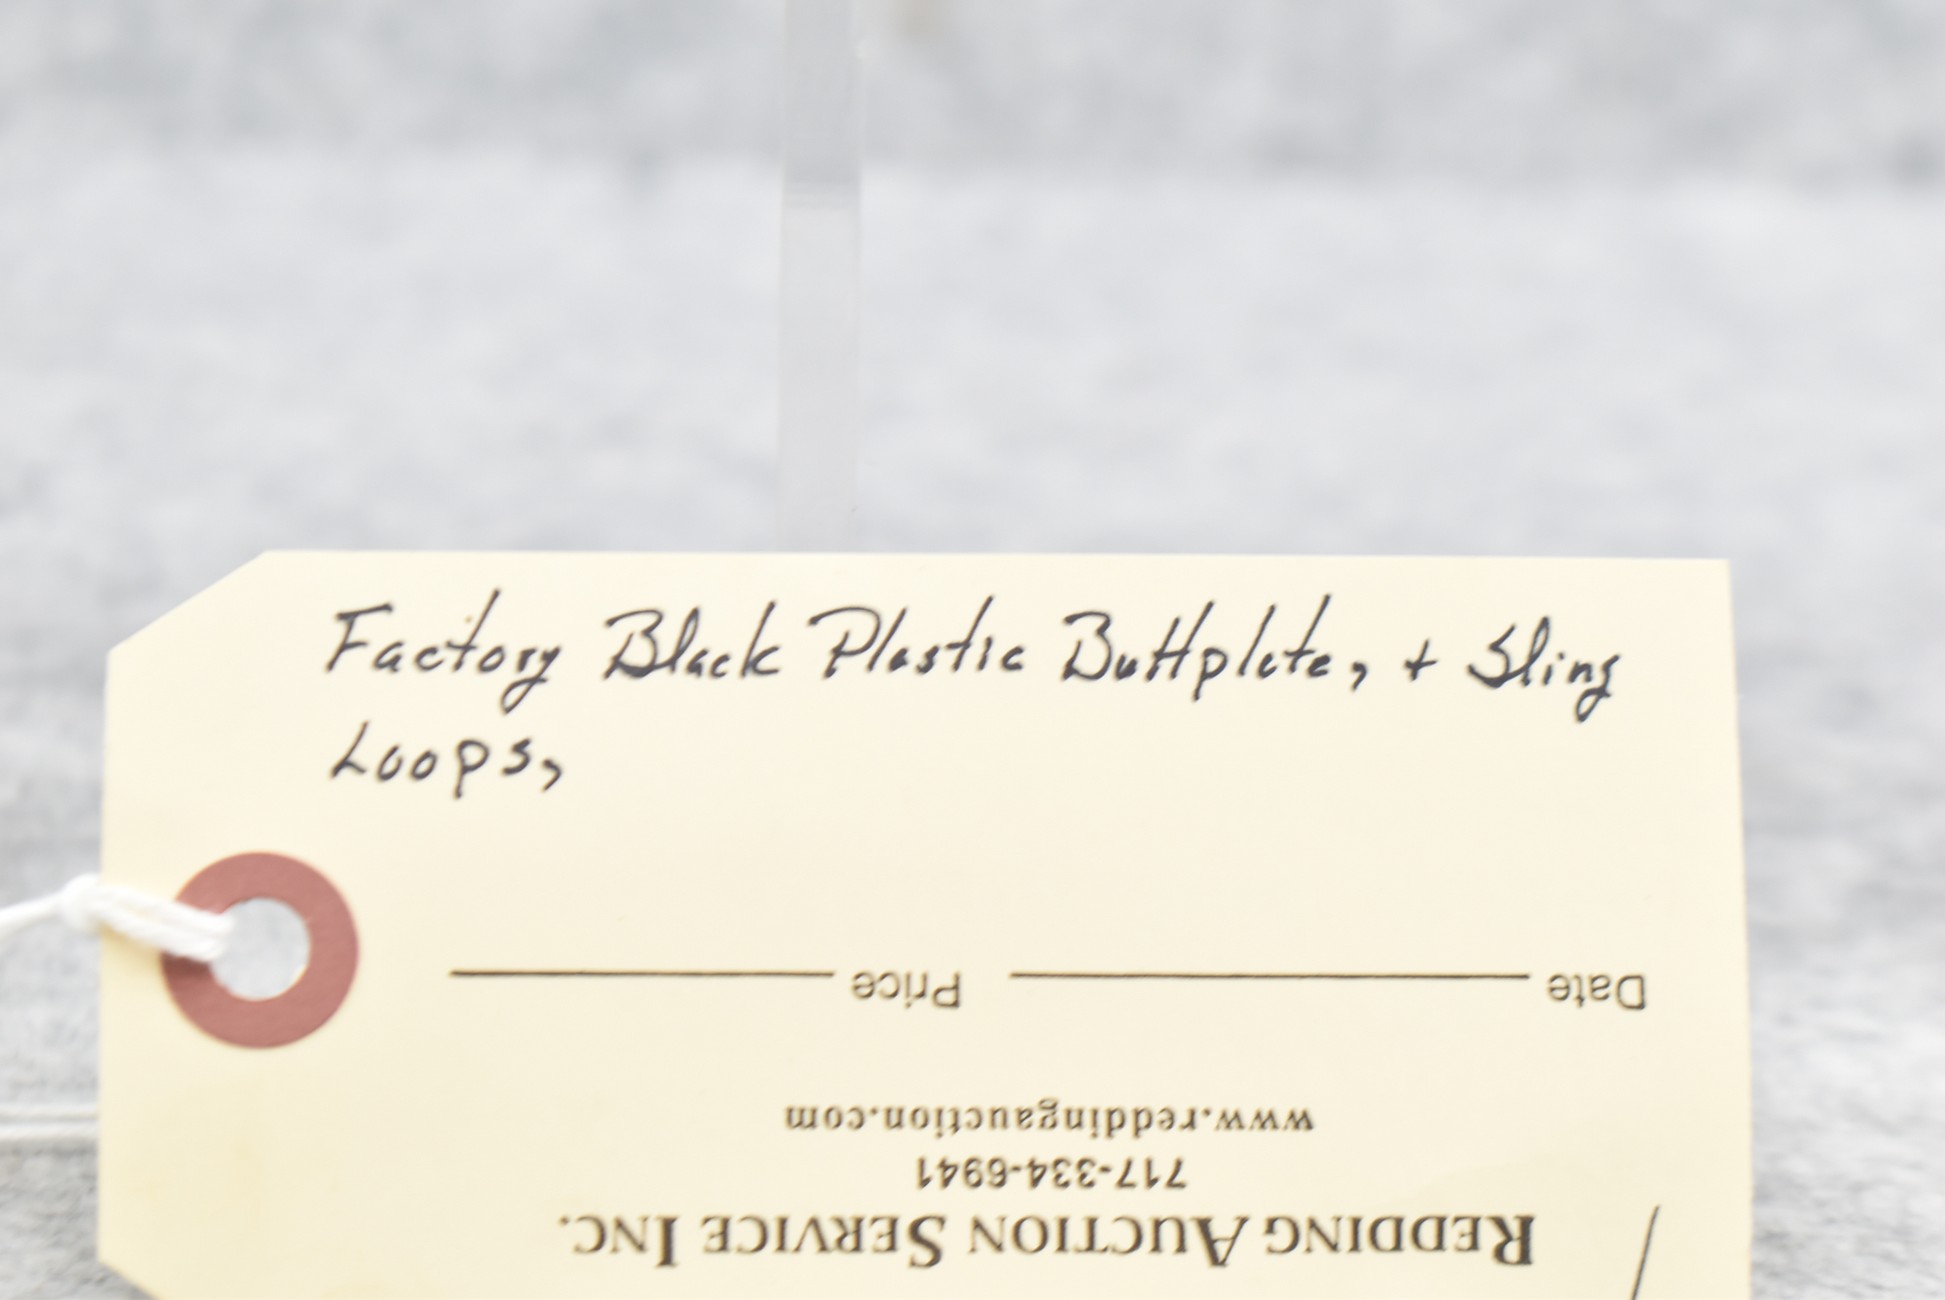 Factory Black Plastic Buttplate, + Sling
Loops,
REDDING AUCTION SERVICE INC.
717-334-6941
www.reddingauction.com
Date Price